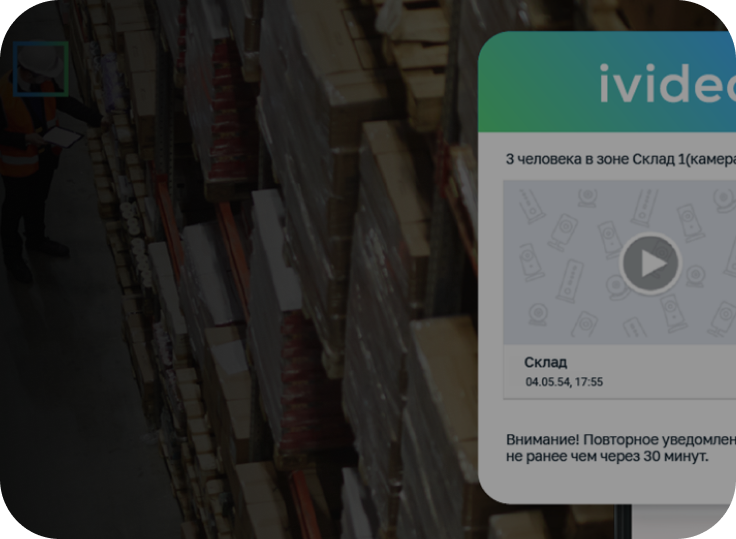 ivideo
3 человека в зоне Склад 1(камера
Склад
04.05.54, 17:55
Внимание! Повторное уведомлен
не ранее чем через 30 минут.